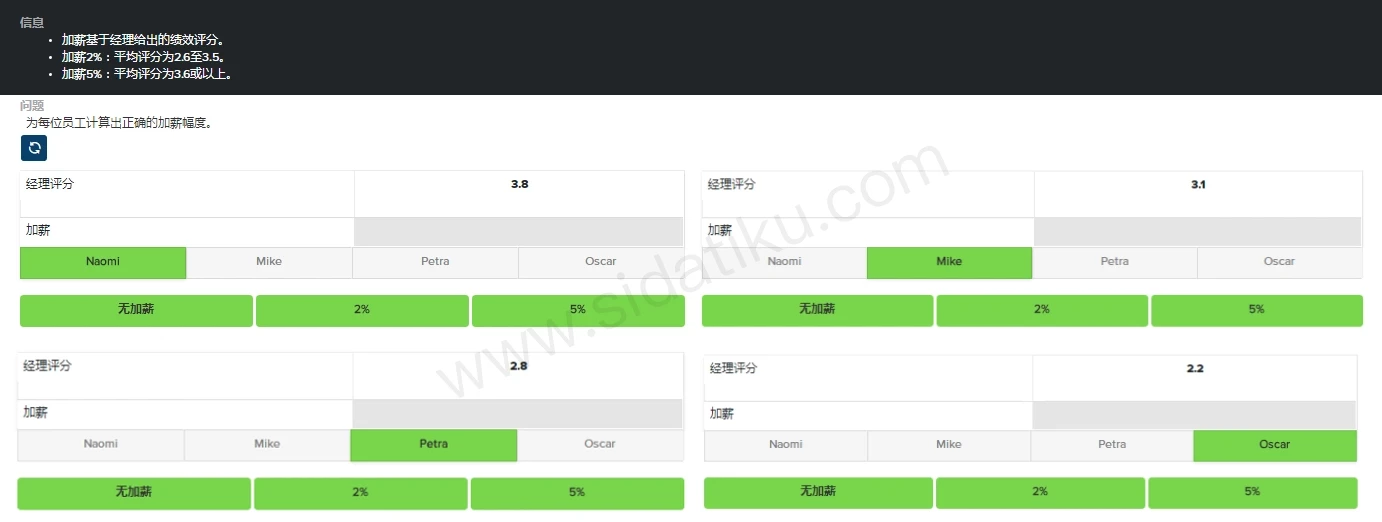 信息
• 加薪基于经理给出的绩效评分。
• 加薪2%：平均评分为2.6至3.5。
• 加薪5%：平均评分为3.6或以上。
问题
为每位员工计算出正确的加薪幅度。
经理评分 3.8
加薪
Naomi Mike Petra Oscar
无加薪 2% 5%
经理评分 3.1
加薪
Naomi Mike Petra Oscar
无加薪 2% 5%
经理评分 2.8
加薪
Naomi Mike Petra Oscar
无加薪 2% 5%
经理评分 2.2
加薪
Naomi Mike Petra Oscar
无加薪 2% 5%
www.sidatiku.com